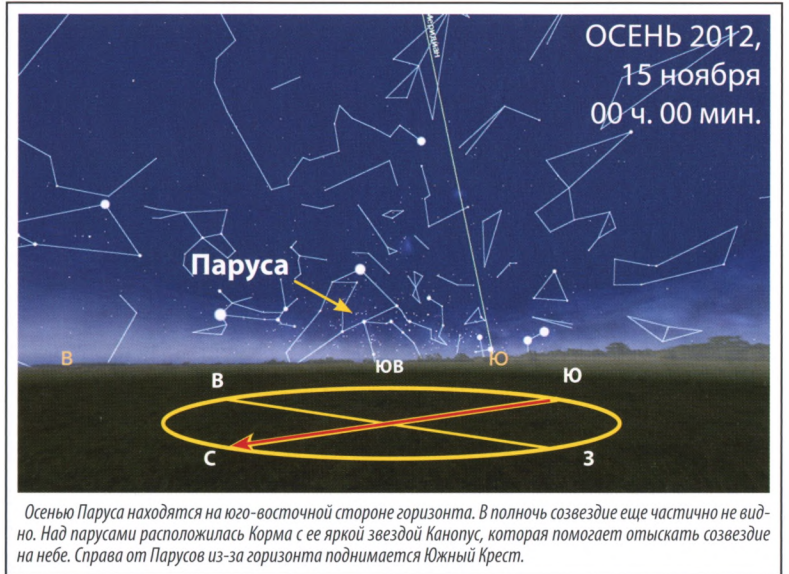 Меридиан
ОСЕНЬ 2012,
15 ноября
00 ч. 00 мин.
Паруса
В
ЮВ
Ю
В
Ю
С
З
Осенью Паруса находятся на юго-восточной стороне горизонта. В полночь созвездие еще частично не вид-
но. Над парусами расположилась Корма с ее яркой звездой Канопус, которая помогает отыскать созвездие
на небе. Справа от Парусов из-за горизонта поднимается Южный Крест.